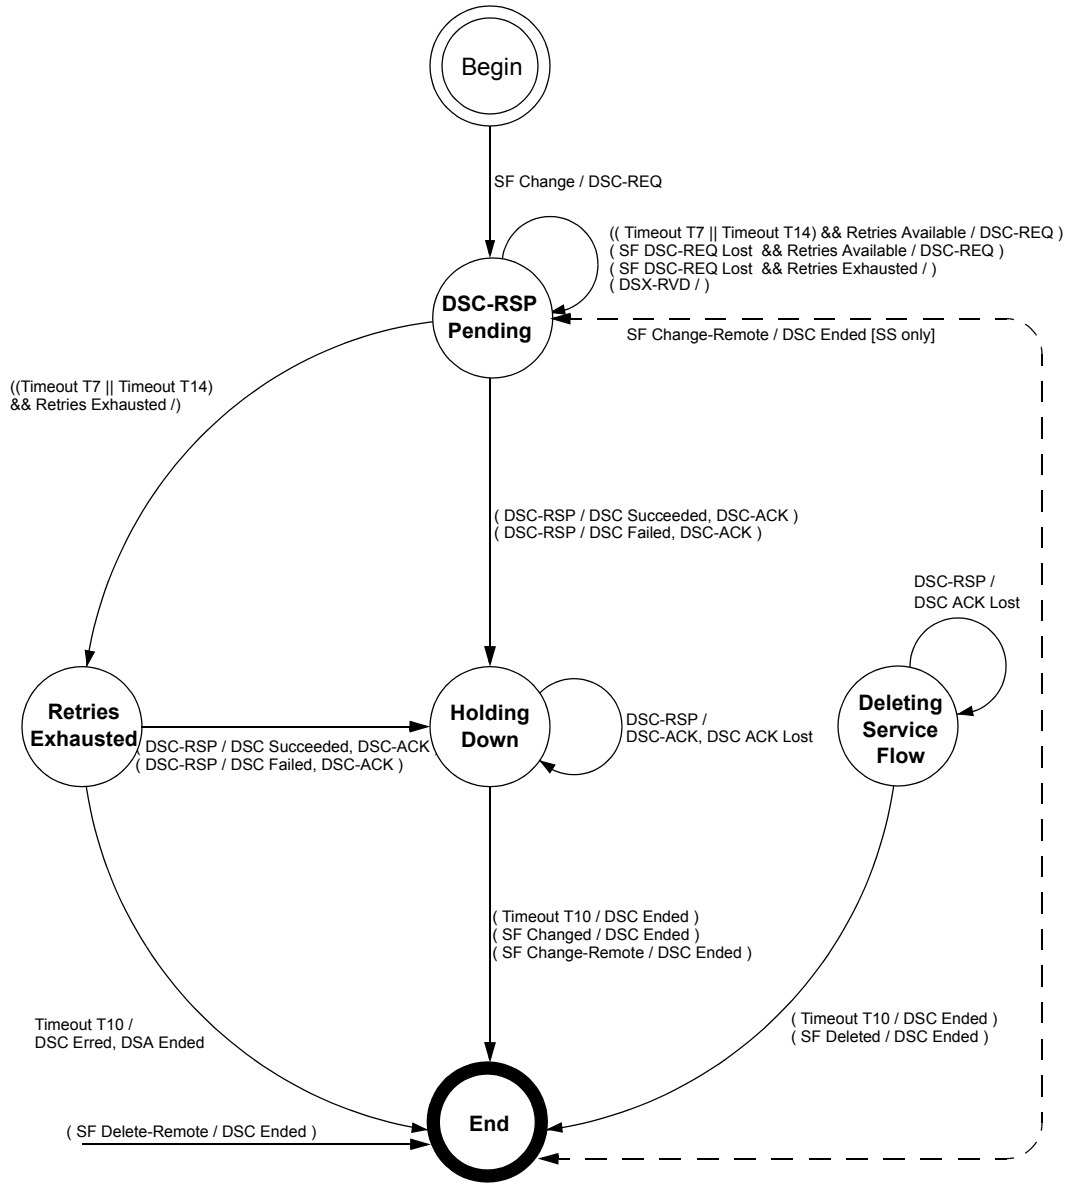 Begin
SF Change / DSC-REQ
(( Timeout T7 || Timeout T14) && Retries Available / DSC-REQ )
( SF DSC-REQ Lost  && Retries Available / DSC-REQ )
( SF DSC-REQ Lost  && Retries Exhausted / )
( DSX-RVD / )
DSC-RSP
Pending
SF Change-Remote / DSC Ended [SS only]
((Timeout T7 || Timeout T14)
&& Retries Exhausted /)
( DSC-RSP / DSC Succeeded, DSC-ACK )
( DSC-RSP / DSC Failed, DSC-ACK )
DSC-RSP /
DSC ACK Lost
Retries
Exhausted
( DSC-RSP / DSC Succeeded, DSC-ACK
( DSC-RSP / DSC Failed, DSC-ACK )
Holding
Down
DSC-RSP /
DSC-ACK, DSC ACK Lost
Deleting
Service
Flow
( Timeout T10 / DSC Ended )
( SF Changed / DSC Ended )
( SF Change-Remote / DSC Ended )
Timeout T10 /
DSC Erred, DSA Ended
( Timeout T10 / DSC Ended )
( SF Deleted / DSC Ended )
End
( SF Delete-Remote / DSC Ended )